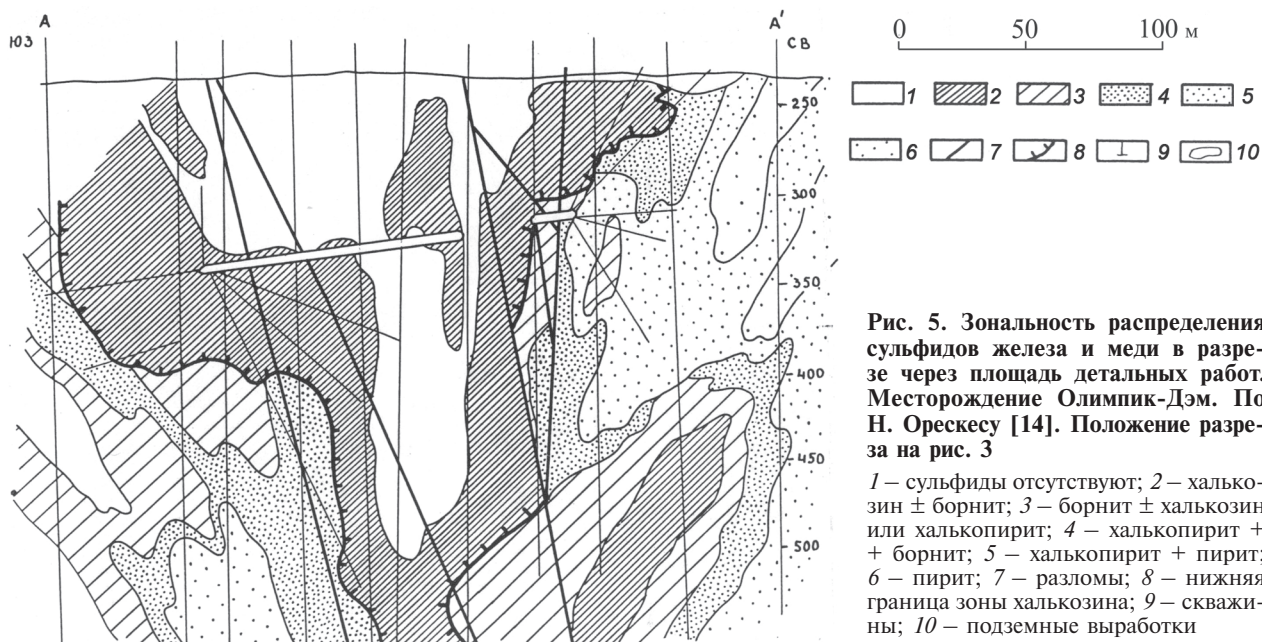 А
ЮЗ
А'
СВ
250
300
350
400
450
500
0 50 100 м
1 2 3 4 5
6 7 8 9 10
Рис. 5. Зональность распределения
сульфидов железа и меди в разре-
зе через площадь детальных работ.
Месторождение Олимпик-Дэм. По
Н. Орескесу [14]. Положение разре-
за на рис. 3
1 – сульфиды отсутствуют; 2 – халько-
зин ± борнит; 3 – борнит ± халькозин
или халькопирит; 4 – халькопирит +
+ борнит; 5 – халькопирит + пирит;
6 – пирит; 7 – разломы; 8 – нижняя
граница зоны халькозина; 9 – скважи-
ны; 10 – подземные выработки